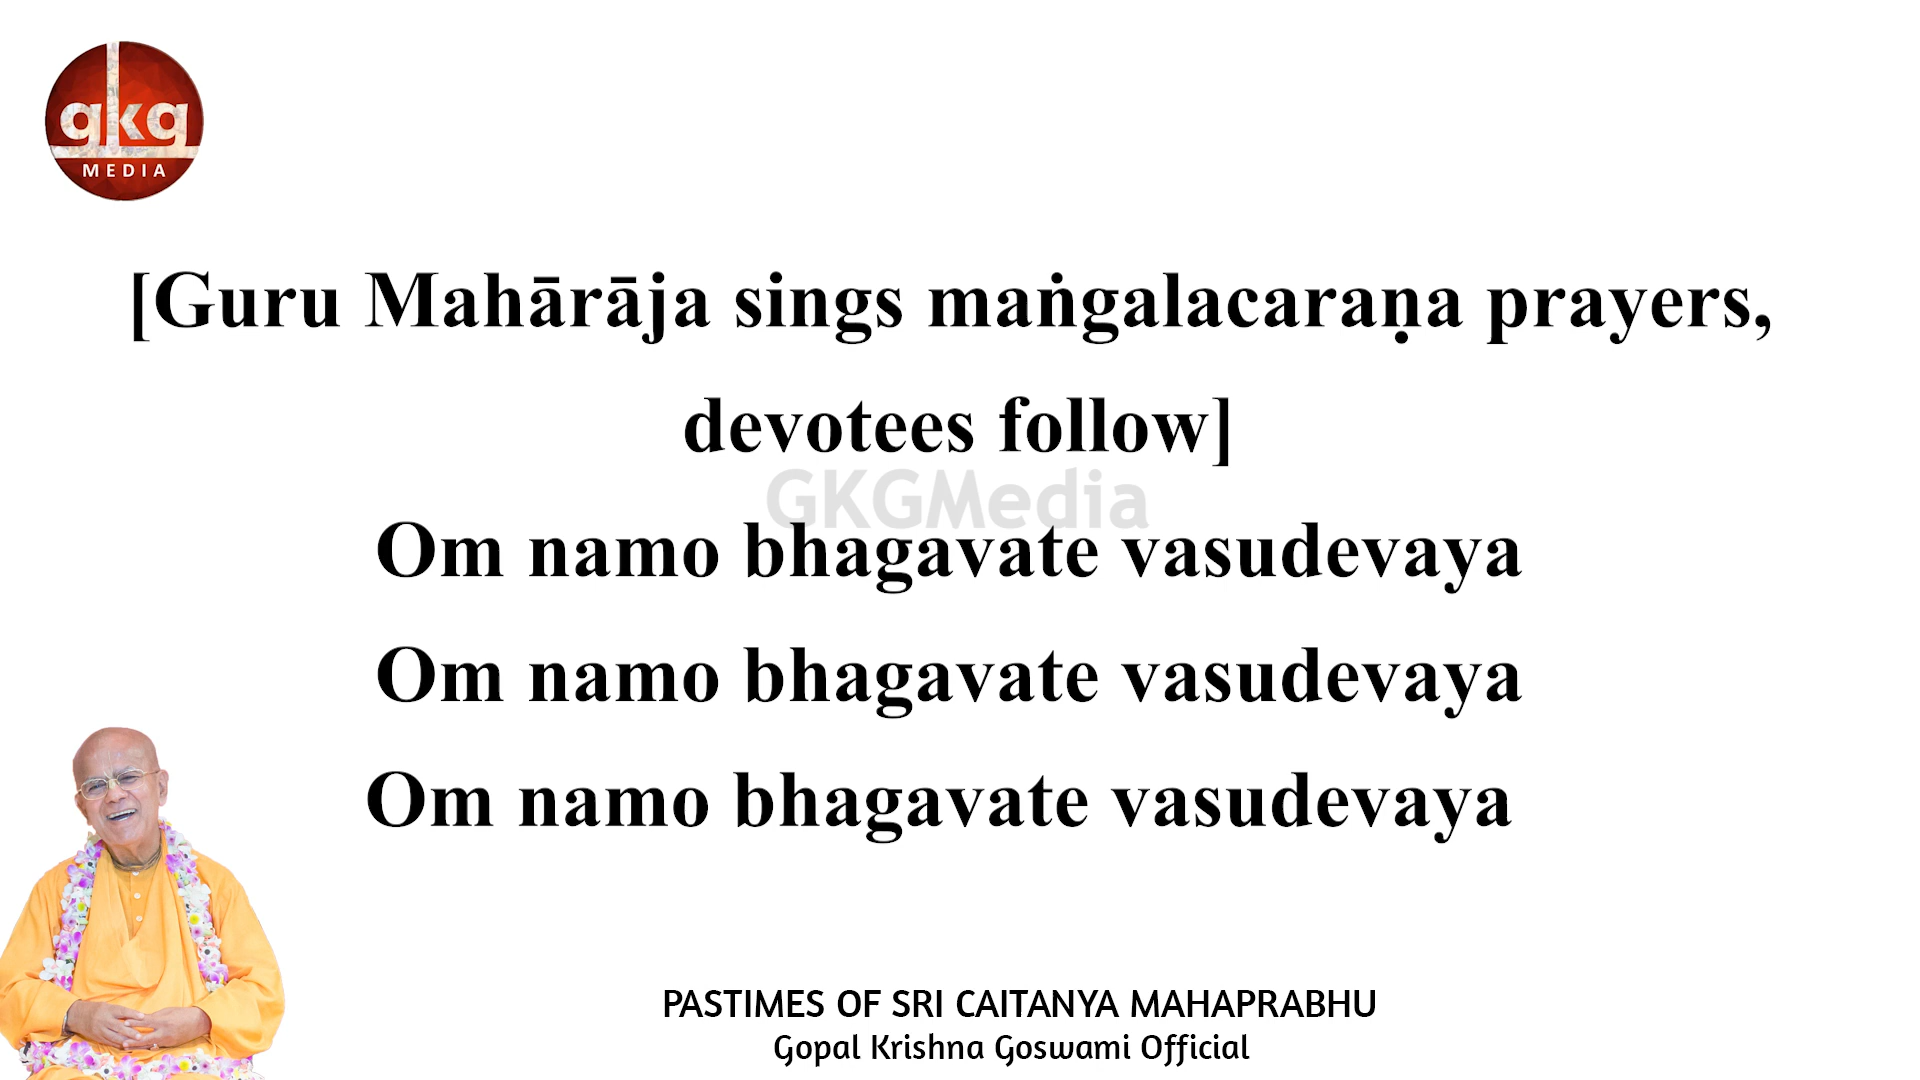 gkg
MEDIA
[Guru Mahārāja sings maṅgalacaraṇa prayers,
devotees follow]
GKGMedia
Om namo bhagavate vasudevaya
Om namo bhagavate vasudevaya
Om namo bhagavate vasudevaya
PASTIMES OF SRI CAITANYA MAHAPRABHU
Gopal Krishna Goswami Official